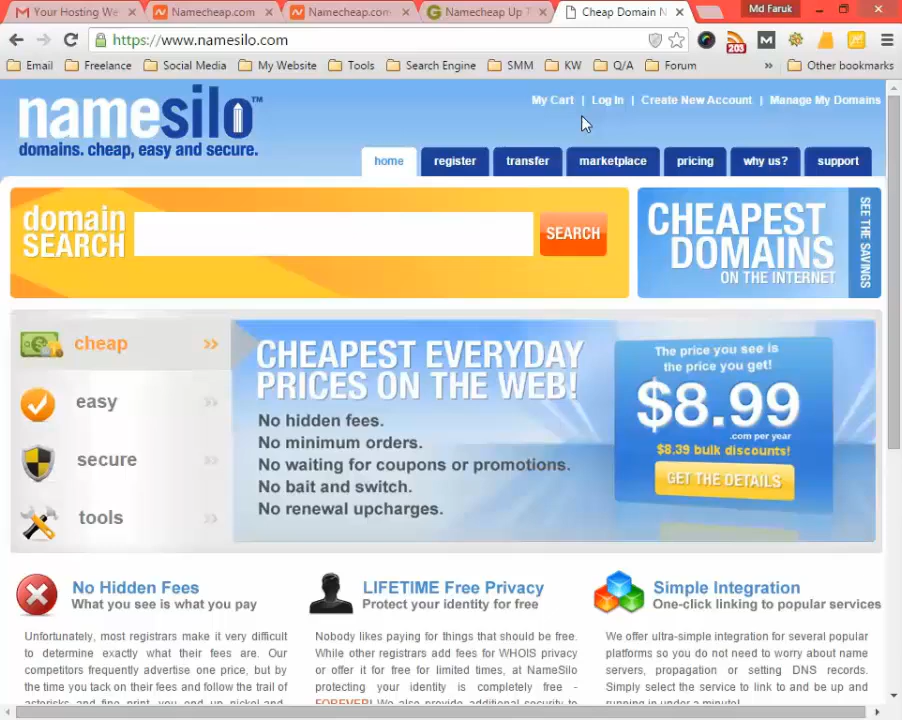 Your Hosting We
Namecheap.com
Namecheap.com
Namecheap Up T
Cheap Domain N
Md Faruk
https://www.namesilo.com
203
Email
Freelance
Social Media
My Website
Tools
Search Engine
SMM
KW
Q/A
Forum
»
Other bookmarks
namesilo™
domains. cheap, easy and secure.
My Cart | Log In | Create New Account | Manage My Domains
home
register
transfer
marketplace
pricing
why us?
support
domain
SEARCH
SEARCH
CHEAPEST
DOMAINS
ON THE INTERNET
SEE THE SAVINGS
cheap
easy
secure
tools
CHEAPEST EVERYDAY
PRICES ON THE WEB!
No hidden fees.
No minimum orders.
No waiting for coupons or promotions.
No bait and switch.
No renewal upcharges.
The price you see is
the price you get!
$8.99
.com per year
$8.39 bulk discounts!
GET THE DETAILS
No Hidden Fees
What you see is what you pay
Unfortunately, most registrars make it very difficult
to determine exactly what their fees are. Our
competitors frequently advertise one price, but by
the time you tack on their fees and follow the trail of
asterisks and fine print, you end up nickel-and-
LIFETIME Free Privacy
Protect your identity for free
Nobody likes paying for things that should be free.
While other registrars add fees for WHOIS privacy
or offer it for free for limited times, at NameSilo
protecting your identity is completely free -
FOREVER! We also provide additional security to
Simple Integration
One-click linking to popular services
We offer ultra-simple integration for several popular
platforms so you do not need to worry about name
servers, propagation or setting DNS records.
Simply select the service to link to and be up and
running in under a minute!